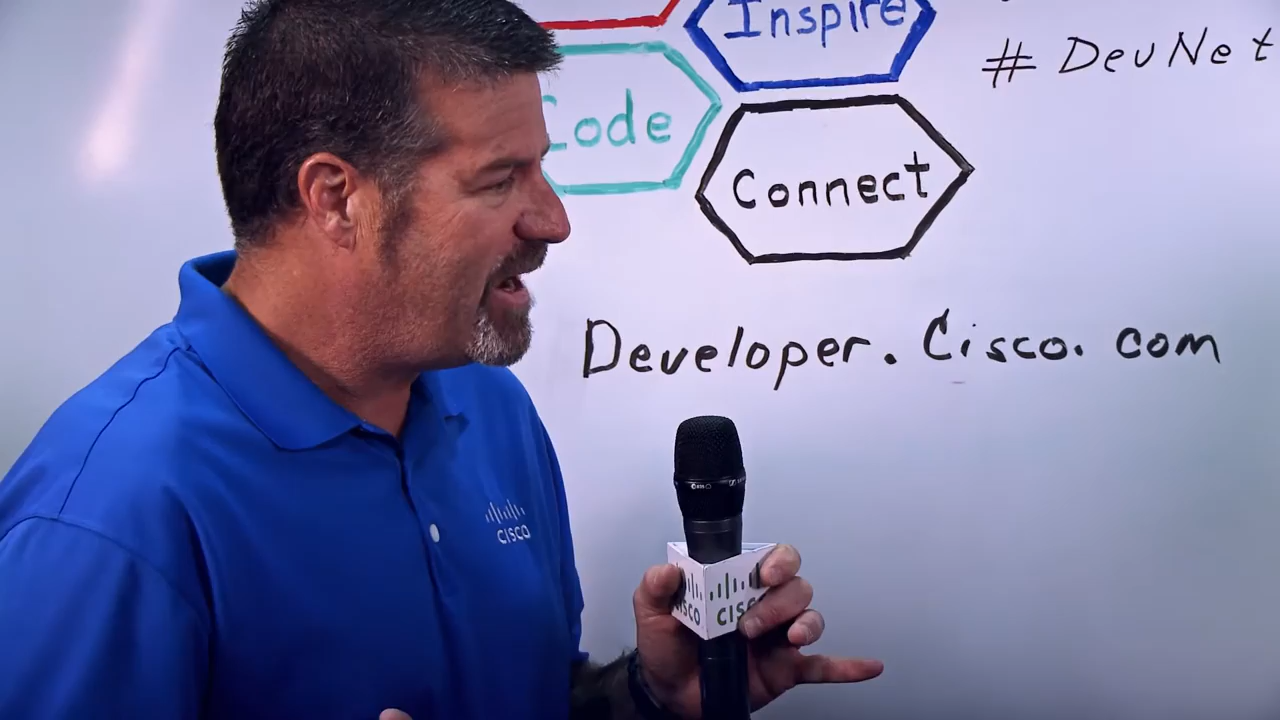 Inspire
# DevNet
Code
Connect
Developer.Cisco.com
CISCO
CISCO